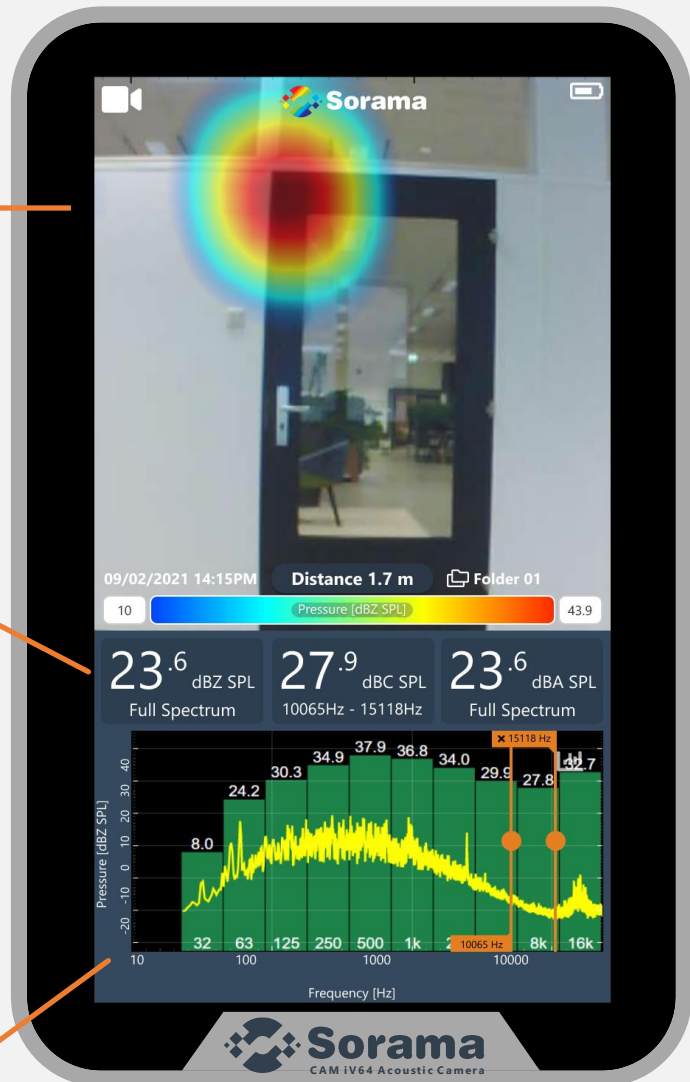 Sorama
09/02/2021 14:15PM Distance 1.7 m Folder 01
10 Pressure [dBZ SPL] 43.9
23.6 dBZ SPL
Full Spectrum
27.9 dBC SPL
10065Hz - 15118Hz
23.6 dBA SPL
Full Spectrum
× 15118 Hz
8.0 24.2 30.3 34.9 37.9 36.8 34.0 29.9 27.8 32.7
Pressure [dBZ SPL]
40
30
20
10
0
-10
-20
32 63 125 250 500 1k 10065 Hz 8k 16k
10 100 1000 10000
Frequency [Hz]
Sorama
CAM iV64 Acoustic Camera